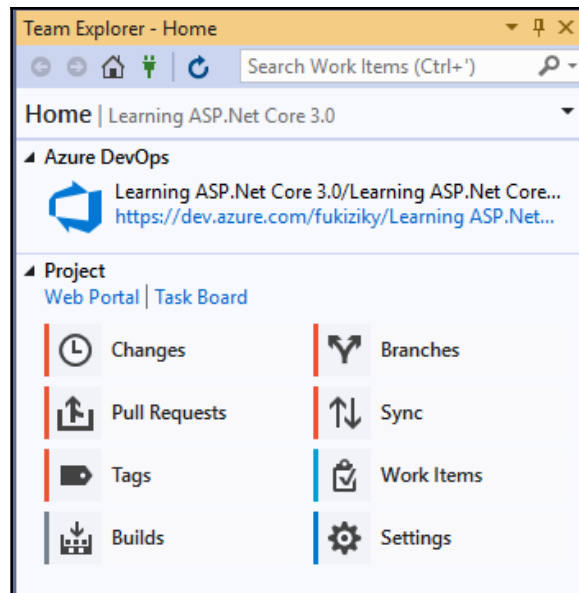 Team Explorer - Home
Search Work Items (Ctrl+')
Home | Learning ASP.Net Core 3.0
Azure DevOps
Learning ASP.Net Core 3.0/Learning ASP.Net Core...
https://dev.azure.com/fukiziky/Learning ASP.Net...
Project
Web Portal | Task Board
Changes
Branches
Pull Requests
Sync
Tags
Work Items
Builds
Settings